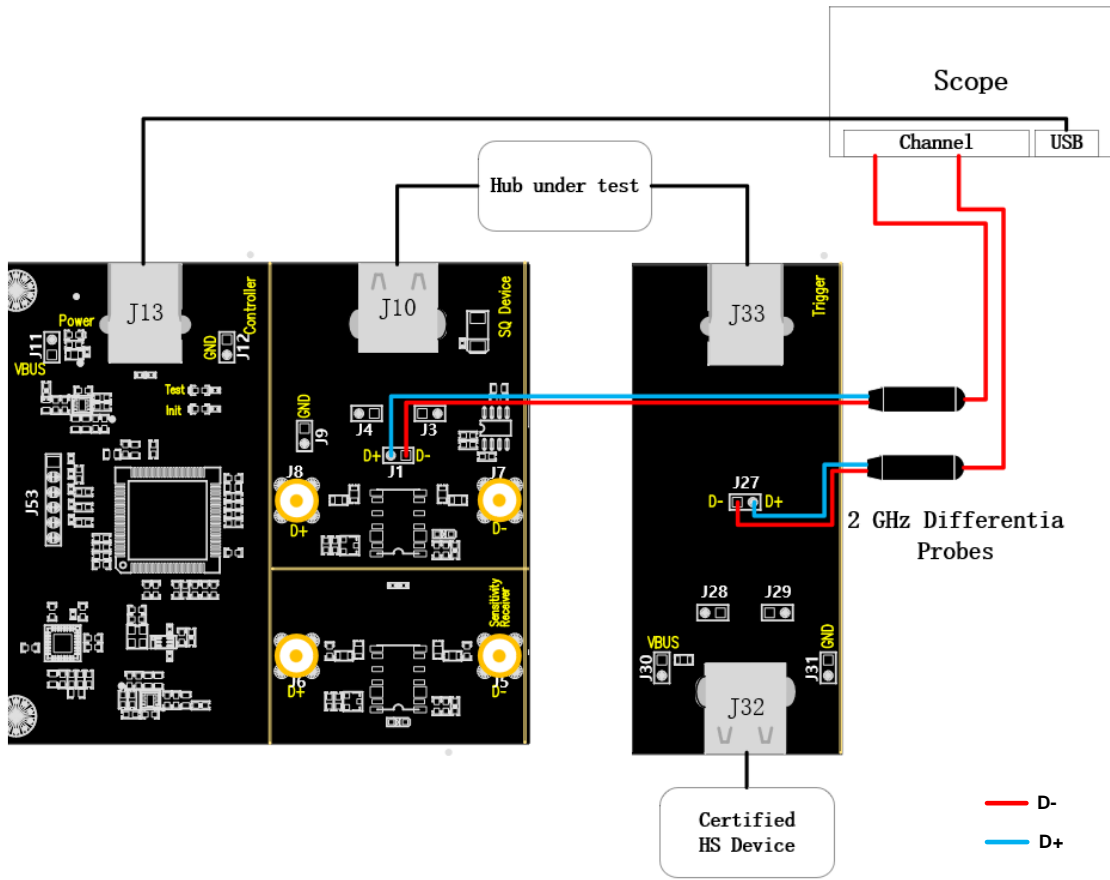 Scope
Channel
USB
Hub under test
J13
J10
J33
Controller
SQ Device
Trigger
Power
J11
VBUS
GND
J12
Test
Init
GND
J9
J4
J3
D+
J1
D-
J8
J7
D+
D-
J53
J27
D-
D+
2 GHz Differentia
Probes
Sensitivity
Receiver
J6
D+
J5
D-
J28
J29
VBUS
J30
GND
J31
J32
Certified
HS Device
D-
D+